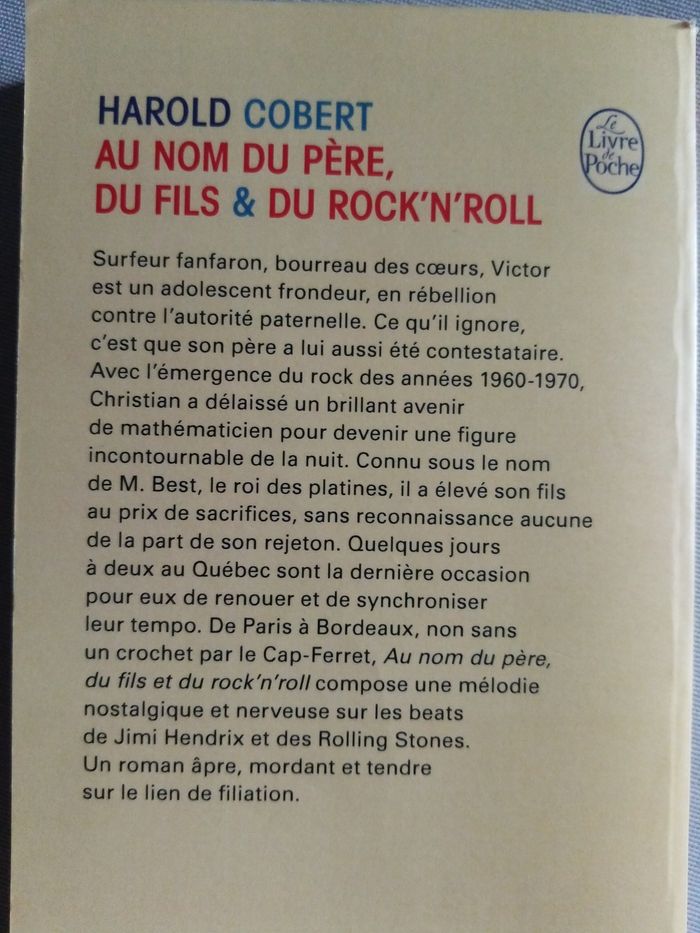 HAROLD COBERT
AU NOM DU PÈRE,
DU FILS & DU ROCK'N'ROLL
Le
Livre
de
Poche
Surfeur fanfaron, bourreau des cœurs, Victor
est un adolescent frondeur, en rébellion
contre l'autorité paternelle. Ce qu'il ignore,
c'est que son père a lui aussi été contestataire.
Avec l'émergence du rock des années 1960-1970,
Christian a délaissé un brillant avenir
de mathématicien pour devenir une figure
incontournable de la nuit. Connu sous le nom
de M. Best, le roi des platines, il a élevé son fils
au prix de sacrifices, sans reconnaissance aucune
de la part de son rejeton. Quelques jours
à deux au Québec sont la dernière occasion
pour eux de renouer et de synchroniser
leur tempo. De Paris à Bordeaux, non sans
un crochet par le Cap-Ferret, Au nom du père,
du fils et du rock'n'roll compose une mélodie
nostalgique et nerveuse sur les beats
de Jimi Hendrix et des Rolling Stones.
Un roman âpre, mordant et tendre
sur le lien de filiation.